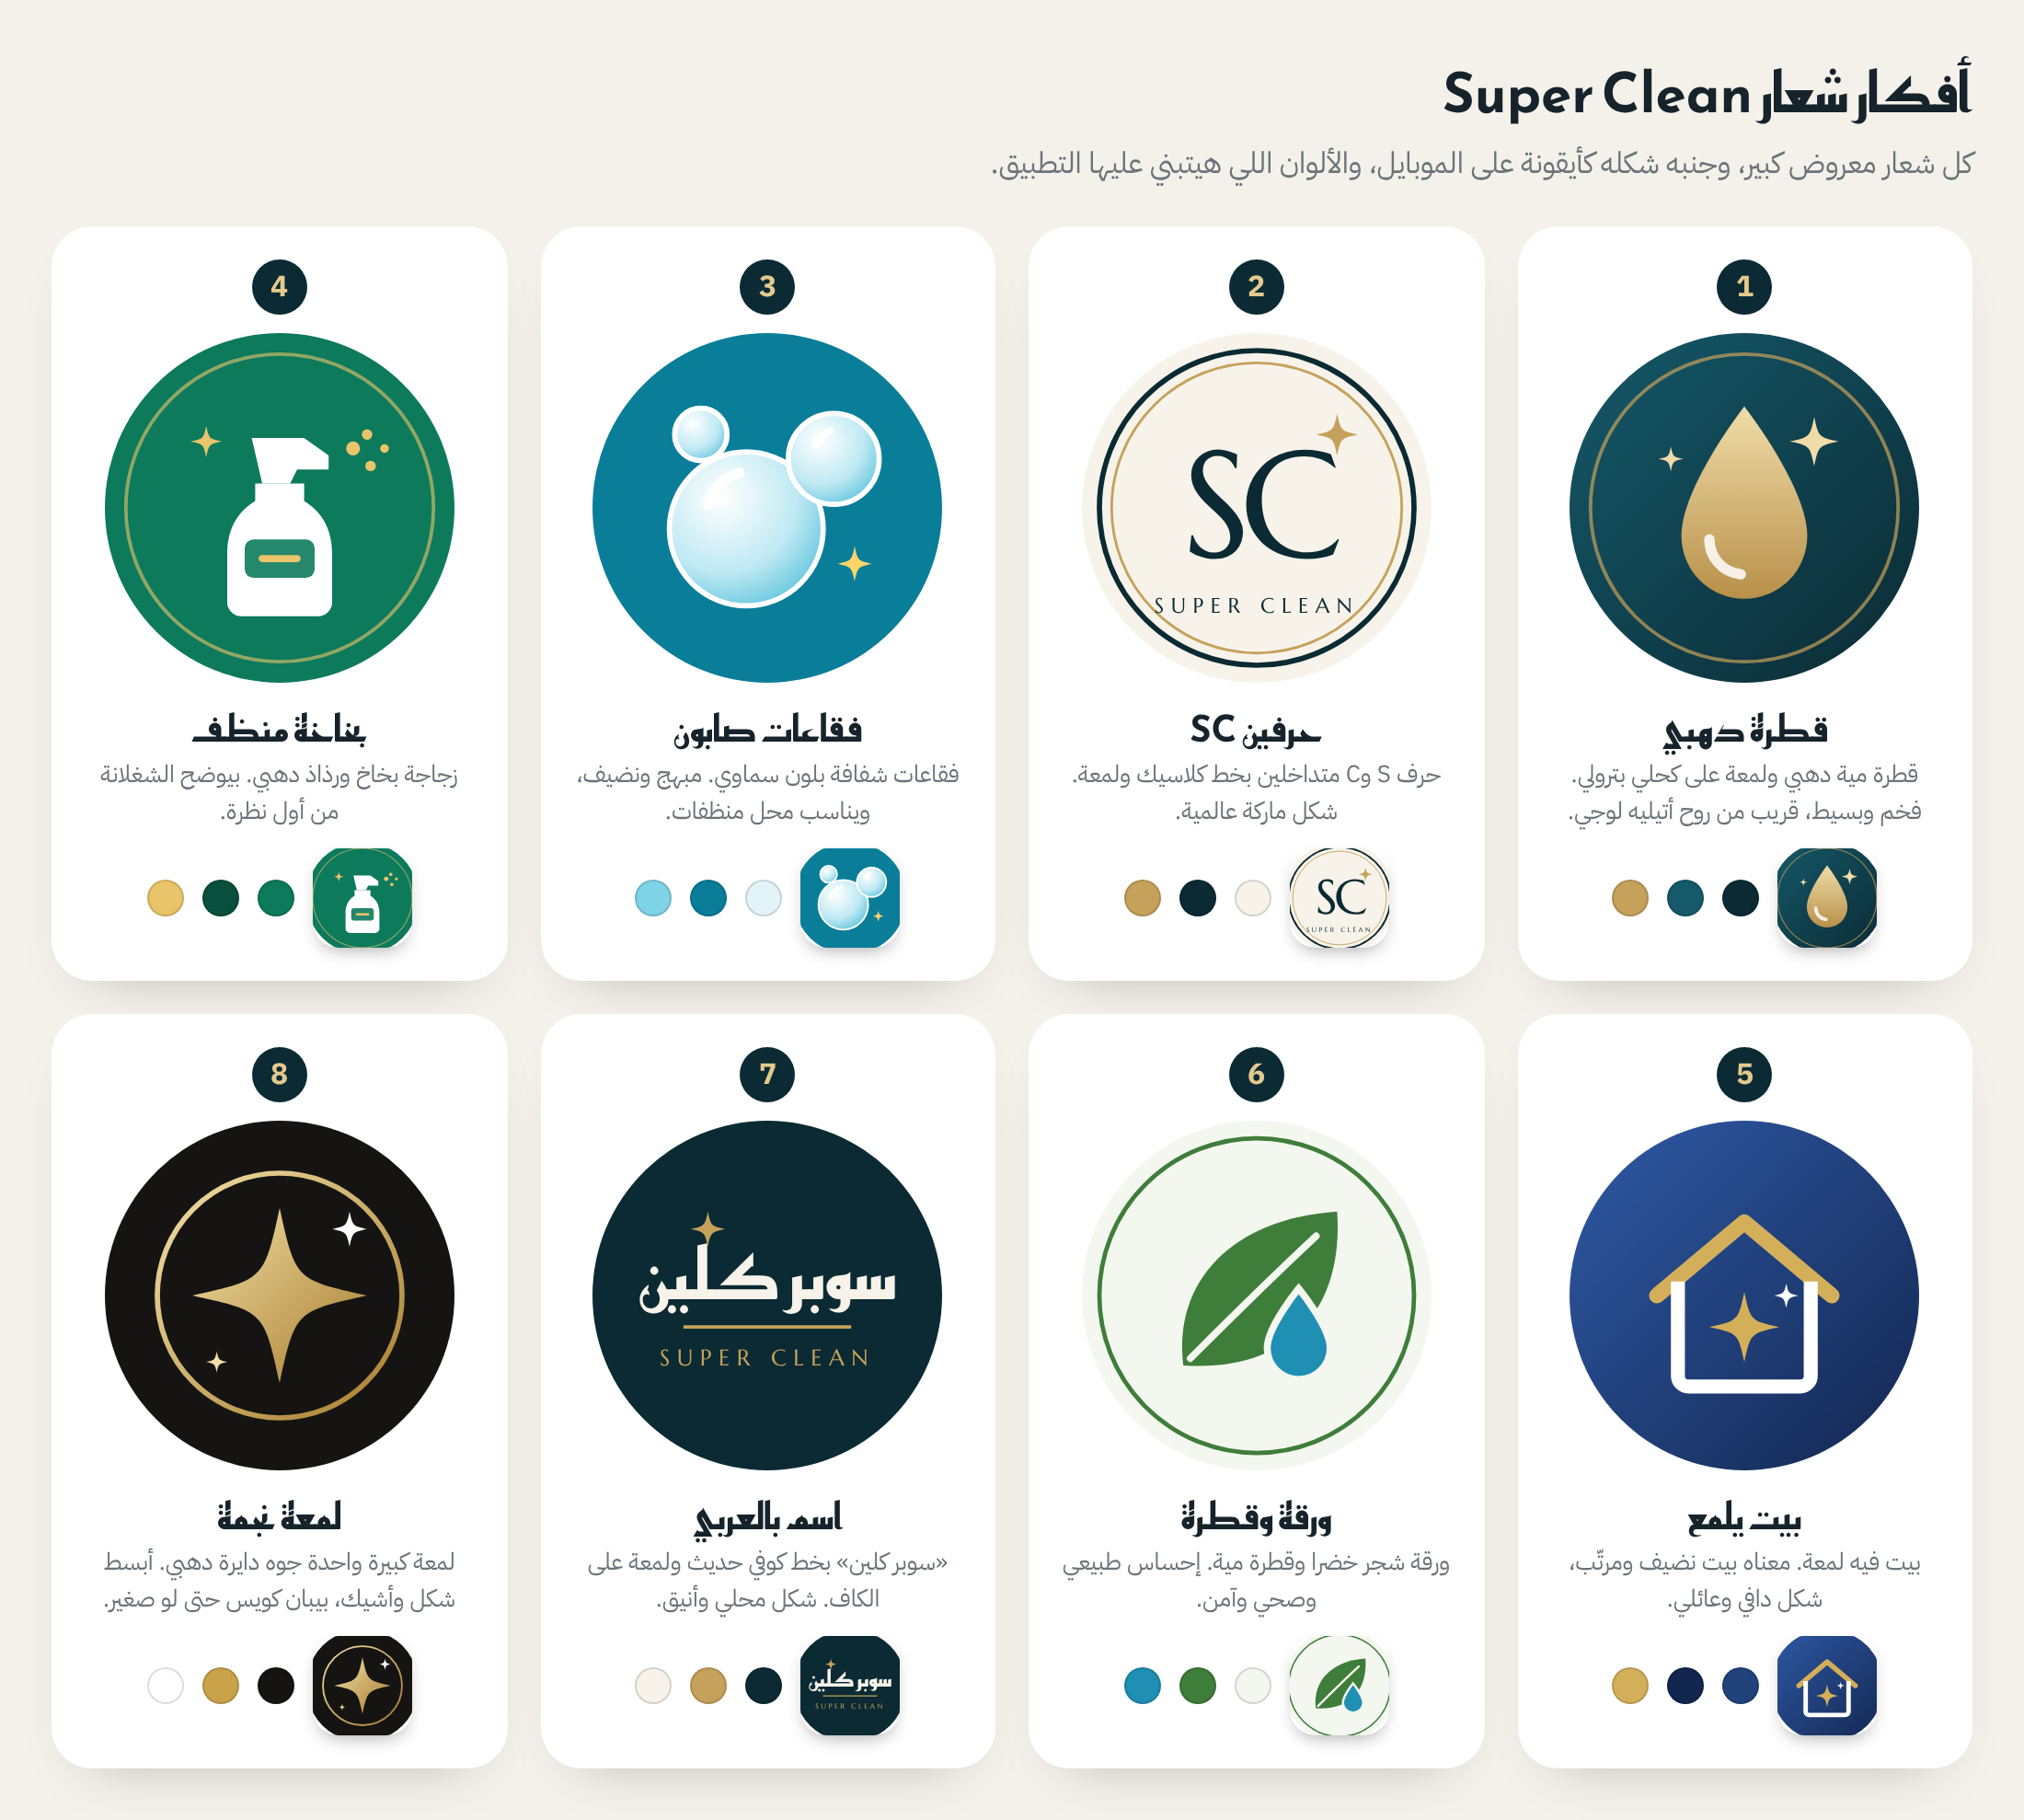 أفكار شعار Super Clean
كل شعار معروض كبير، وجنبه شكله كأيقونة على الموبايل، والألوان اللي هيتبني عليها التطبيق.
1
قطرة دهبي
قطرة مية دهبي ولمعة على كحلي بترولي.
فخم وبسيط، قريب من روح أتيليه لوجي.
2
SC
SUPER CLEAN
حرفين SC
حرف S وC متداخلين بخط كلاسيك ولمعة.
شكل ماركة عالمية.
SC
SUPER CLEAN
3
فقاعات صابون
فقاعات شفافة بلون سماوي. مبهج ونضيف،
ويناسب محل منظفات.
4
بخاخة منظف
زجاجة بخاخ ورذاذ دهبي. بيوضح الشغلانة
من أول نظرة.
5
بيت يلمع
بيت فيه لمعة. معناه بيت نضيف ومرتّب،
شكل دافي وعائلي.
6
ورقة وقطرة
ورقة شجر خضرا وقطرة مية. إحساس طبيعي
وصحي وآمن.
7
سوبر كلين
SUPER CLEAN
اسم بالعربي
«سوبر كلين» بخط كوفي حديث ولمعة على
الكاف. شكل محلي وأنيق.
سوبر كلين
SUPER CLEAN
8
لمعة نجمة
لمعة كبيرة واحدة جوه دايرة دهبي. أبسط
شكل وأشيك، بيبان كويس حتى لو صغير.